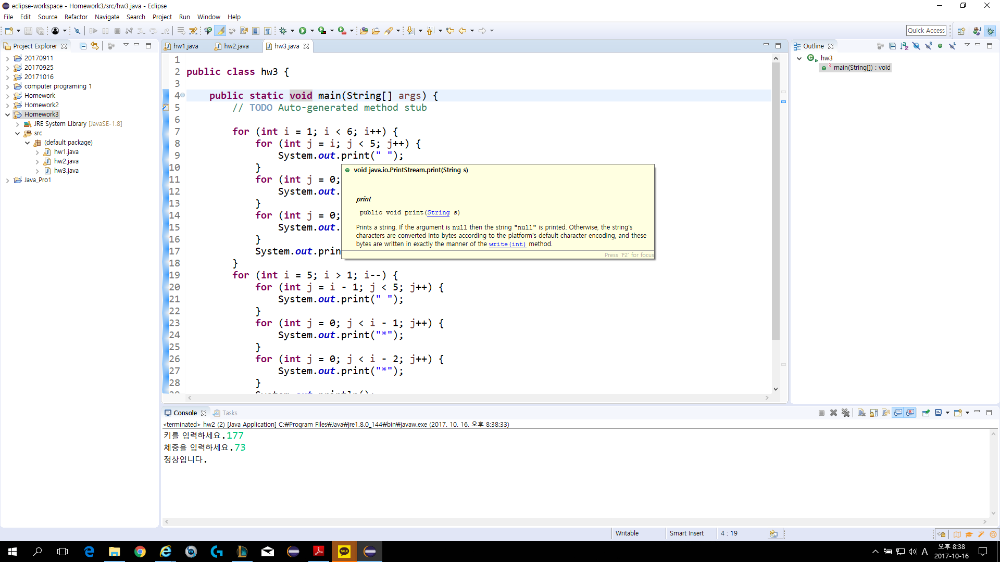 eclipse-workspace - Homework3/src/hw3.java - Eclipse
File Edit Source Refactor Navigate Search Project Run Window Help
Quick Access
Project Explorer
20170911
20170925
20171016
computer programing 1
Homework
Homework2
Homework3
JRE System Library [JavaSE-1.8]
src
(default package)
hw1.java
hw2.java
hw3.java
Java_Pro1
hw1.java hw2.java hw3.java
1
2 public class hw3 {
3
4 public static void main(String[] args) {
5 // TODO Auto-generated method stub
6
7 for (int i = 1; i < 6; i++) {
8 for (int j = i; j < 5; j++) {
9 System.out.print(" ");
10 }
11 for (int j = 0;
12 System.out.
13 }
14 for (int j = 0;
15 System.out.
16 }
17 System.out.prin
18 }
19 for (int i = 5; i > 1; i--) {
20 for (int j = i - 1; j < 5; j++) {
21 System.out.print(" ");
22 }
23 for (int j = 0; j < i - 1; j++) {
24 System.out.print("*");
25 }
26 for (int j = 0; j < i - 2; j++) {
27 System.out.print("*");
28 }
29 System.out.println();
void java.io.PrintStream.print(String s)
print
public void print(String s)
Prints a string. If the argument is null then the string "null" is printed. Otherwise, the string's
characters are converted into bytes according to the platform's default character encoding, and these
bytes are written in exactly the manner of the write(int) method.
Press 'F2' for focus
Outline
hw3
main(String[]) : void
Console Tasks
<terminated> hw2 (2) [Java Application] C:₩Program Files₩Java₩jre1.8.0_144₩bin₩javaw.exe (2017. 10. 16. 오후 8:38:33)
키를 입력하세요.177
체중을 입력하세요.73
정상입니다.
Writable Smart Insert 4 : 19
TALK
A
오후 8:38
2017-10-16